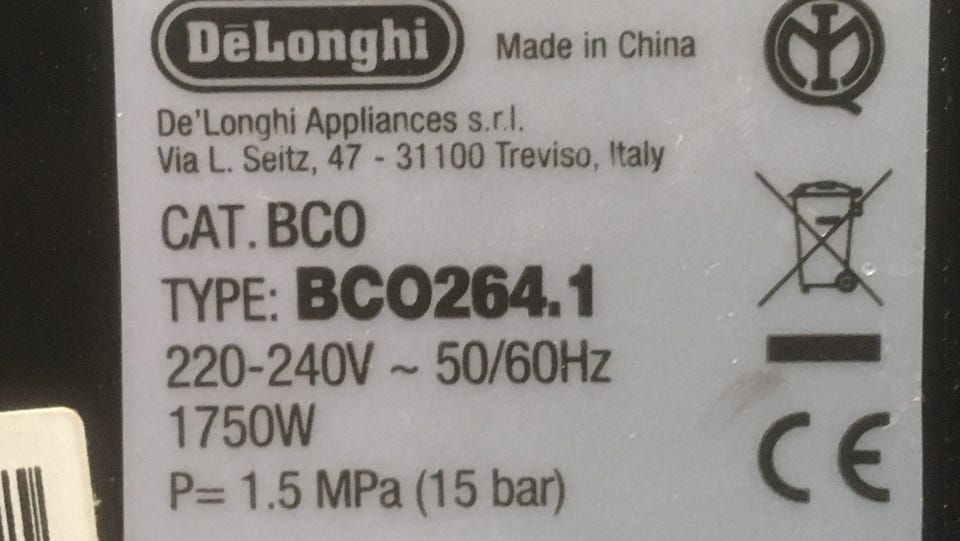 DeLonghi
Made in China
De'Longhi Appliances s.r.l.
Via L. Seitz, 47 - 31100 Treviso, Italy
CAT. BCO
TYPE: BCO264.1
220-240V ~ 50/60Hz
1750W
P= 1.5 MPa (15 bar)
CE